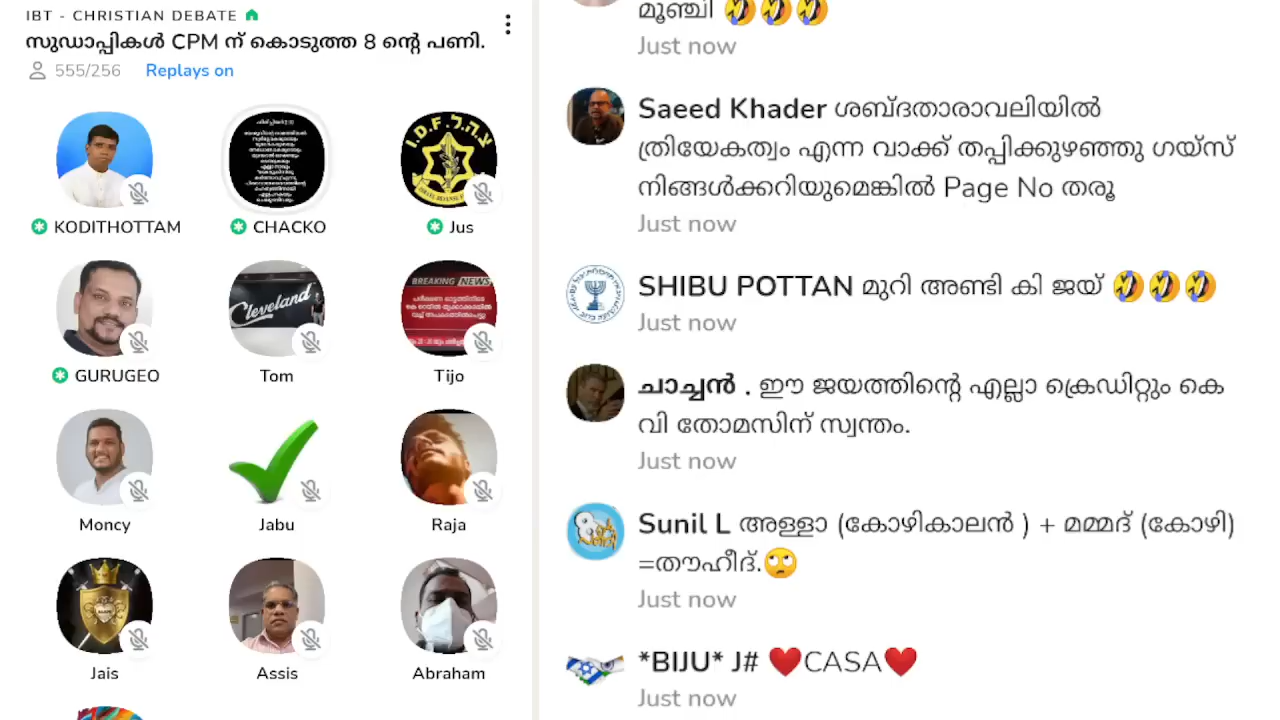 IBT - CHRISTIAN DEBATE
സുഡാപ്പികൾ CPM ന് കൊടുത്ത 8 ന്റെ പണി.
555/256 Replays on
I.D.F. צ.ה.ל.
KODITHOTTAM CHACKO Jus
Cleveland
BREAKING NEWS
GURUGEO Tom Tijo
Moncy Jabu Raja
Jais Assis Abraham
മൂഞ്ചി 🤣🤣🤣
Just now
Saeed Khader ശബ്ദതാരാവലിയിൽ
ത്രിയേകത്വം എന്ന വാക്ക് തപ്പിക്കുഴഞ്ഞു ഗയ്സ്
നിങ്ങൾക്കറിയുമെങ്കിൽ Page No തരൂ
Just now
SHIBU POTTAN മുറി അണ്ടി കി ജയ് 🤣🤣🤣
Just now
ചാച്ചൻ . ഈ ജയത്തിന്റെ എല്ലാ ക്രെഡിറ്റും കെ
വി തോമസിന് സ്വന്തം.
Just now
Sunil L അള്ളാ (കോഴികാലൻ ) + മമ്മദ് (കോഴി)
=തൗഹീദ്.🙄
Just now
*BIJU* J# ❤️CASA❤️
Just now